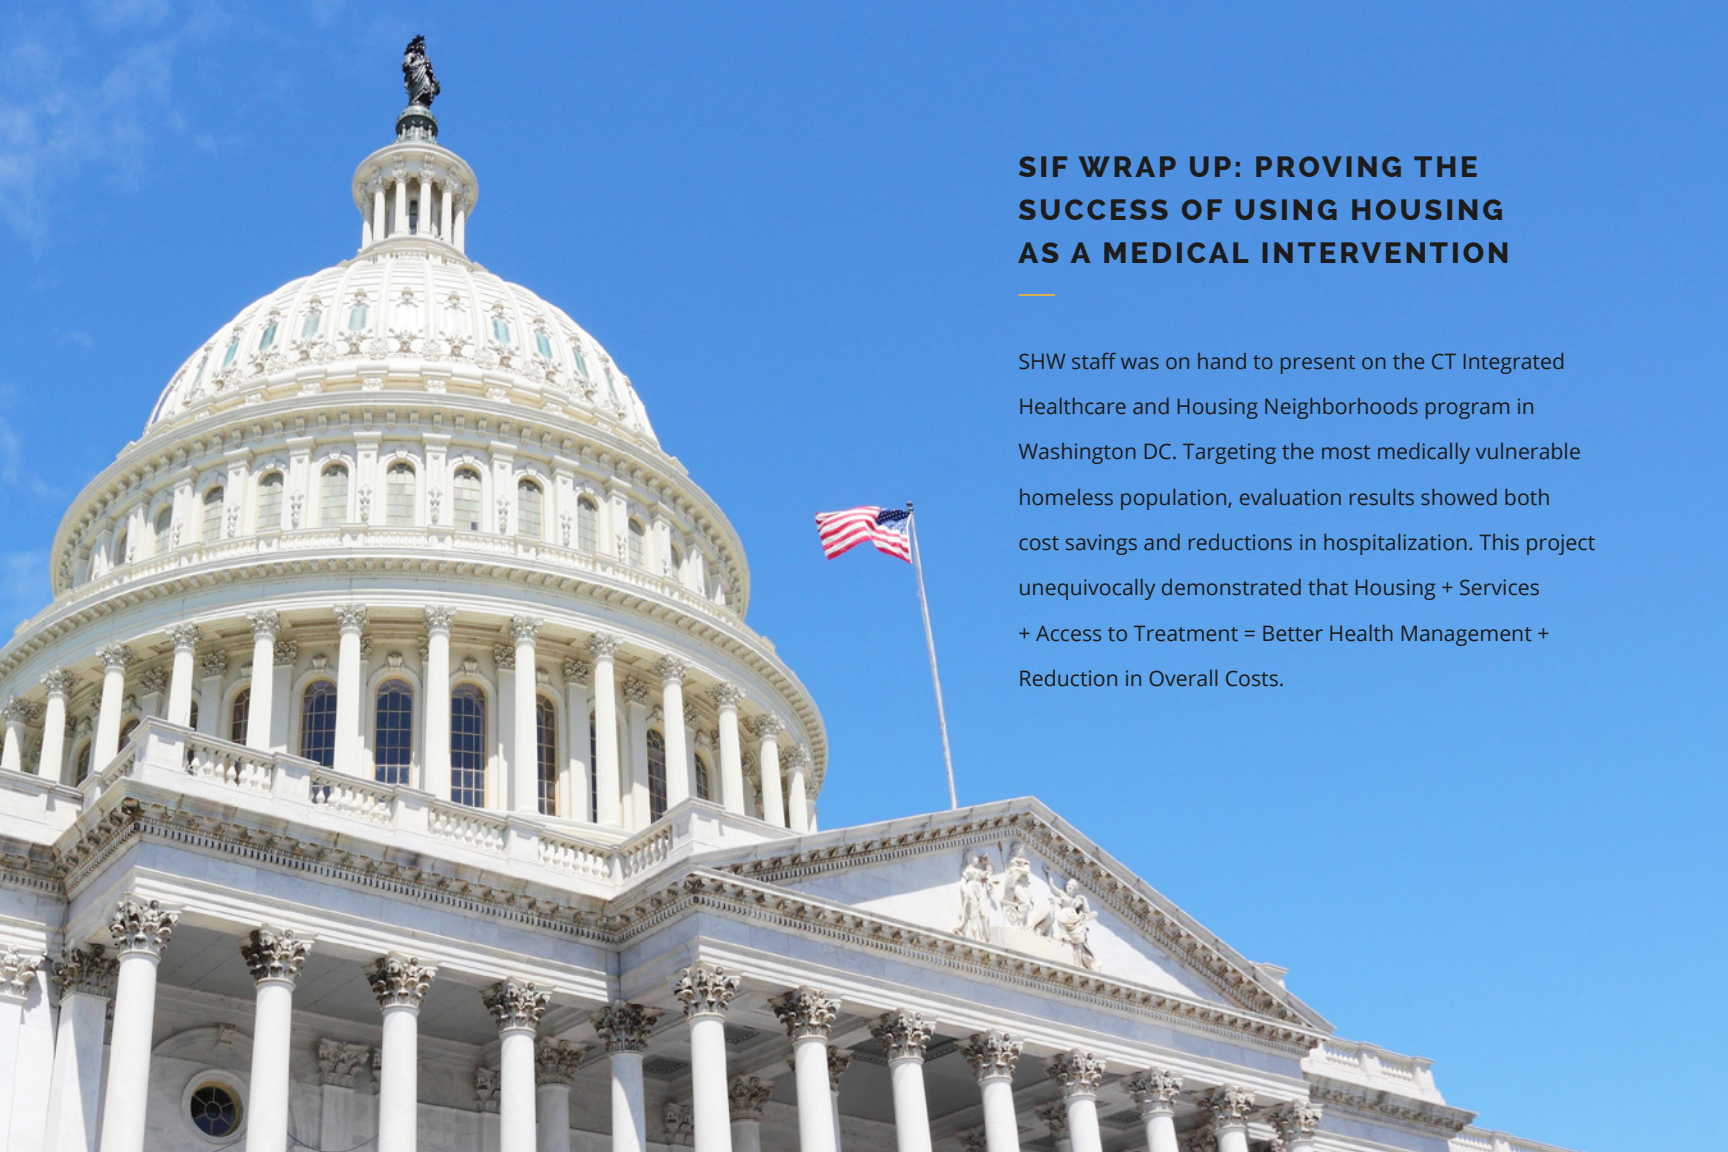 SIF WRAP UP: PROVING THE
SUCCESS OF USING HOUSING
AS A MEDICAL INTERVENTION
SHW staff was on hand to present on the CT Integrated
Healthcare and Housing Neighborhoods program in
Washington DC. Targeting the most medically vulnerable
homeless population, evaluation results showed both
cost savings and reductions in hospitalization. This project
unequivocally demonstrated that Housing + Services
+ Access to Treatment = Better Health Management +
Reduction in Overall Costs.